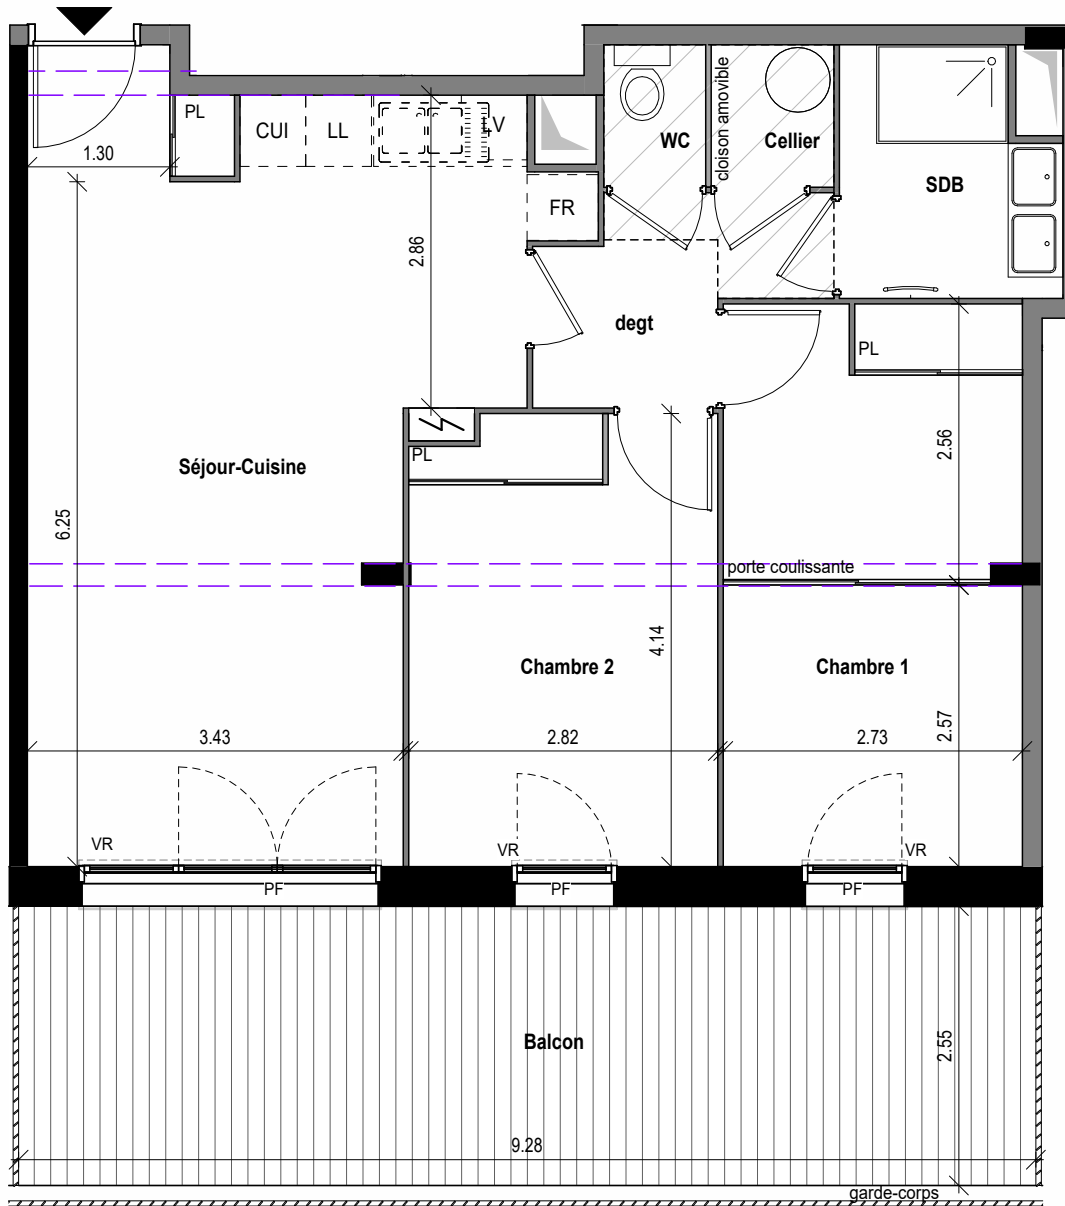 PL
CUI
LL
LV
WC
cloison amovible
Cellier
SDB
1.30
FR
2.86
degt
PL
2.56
PL
Séjour-Cuisine
6.25
porte coulissante
4.14
Chambre 2
Chambre 1
2.57
3.43
2.82
2.73
VR
VR
VR
PF
PF
PF
Balcon
2.55
9.28
garde-corps